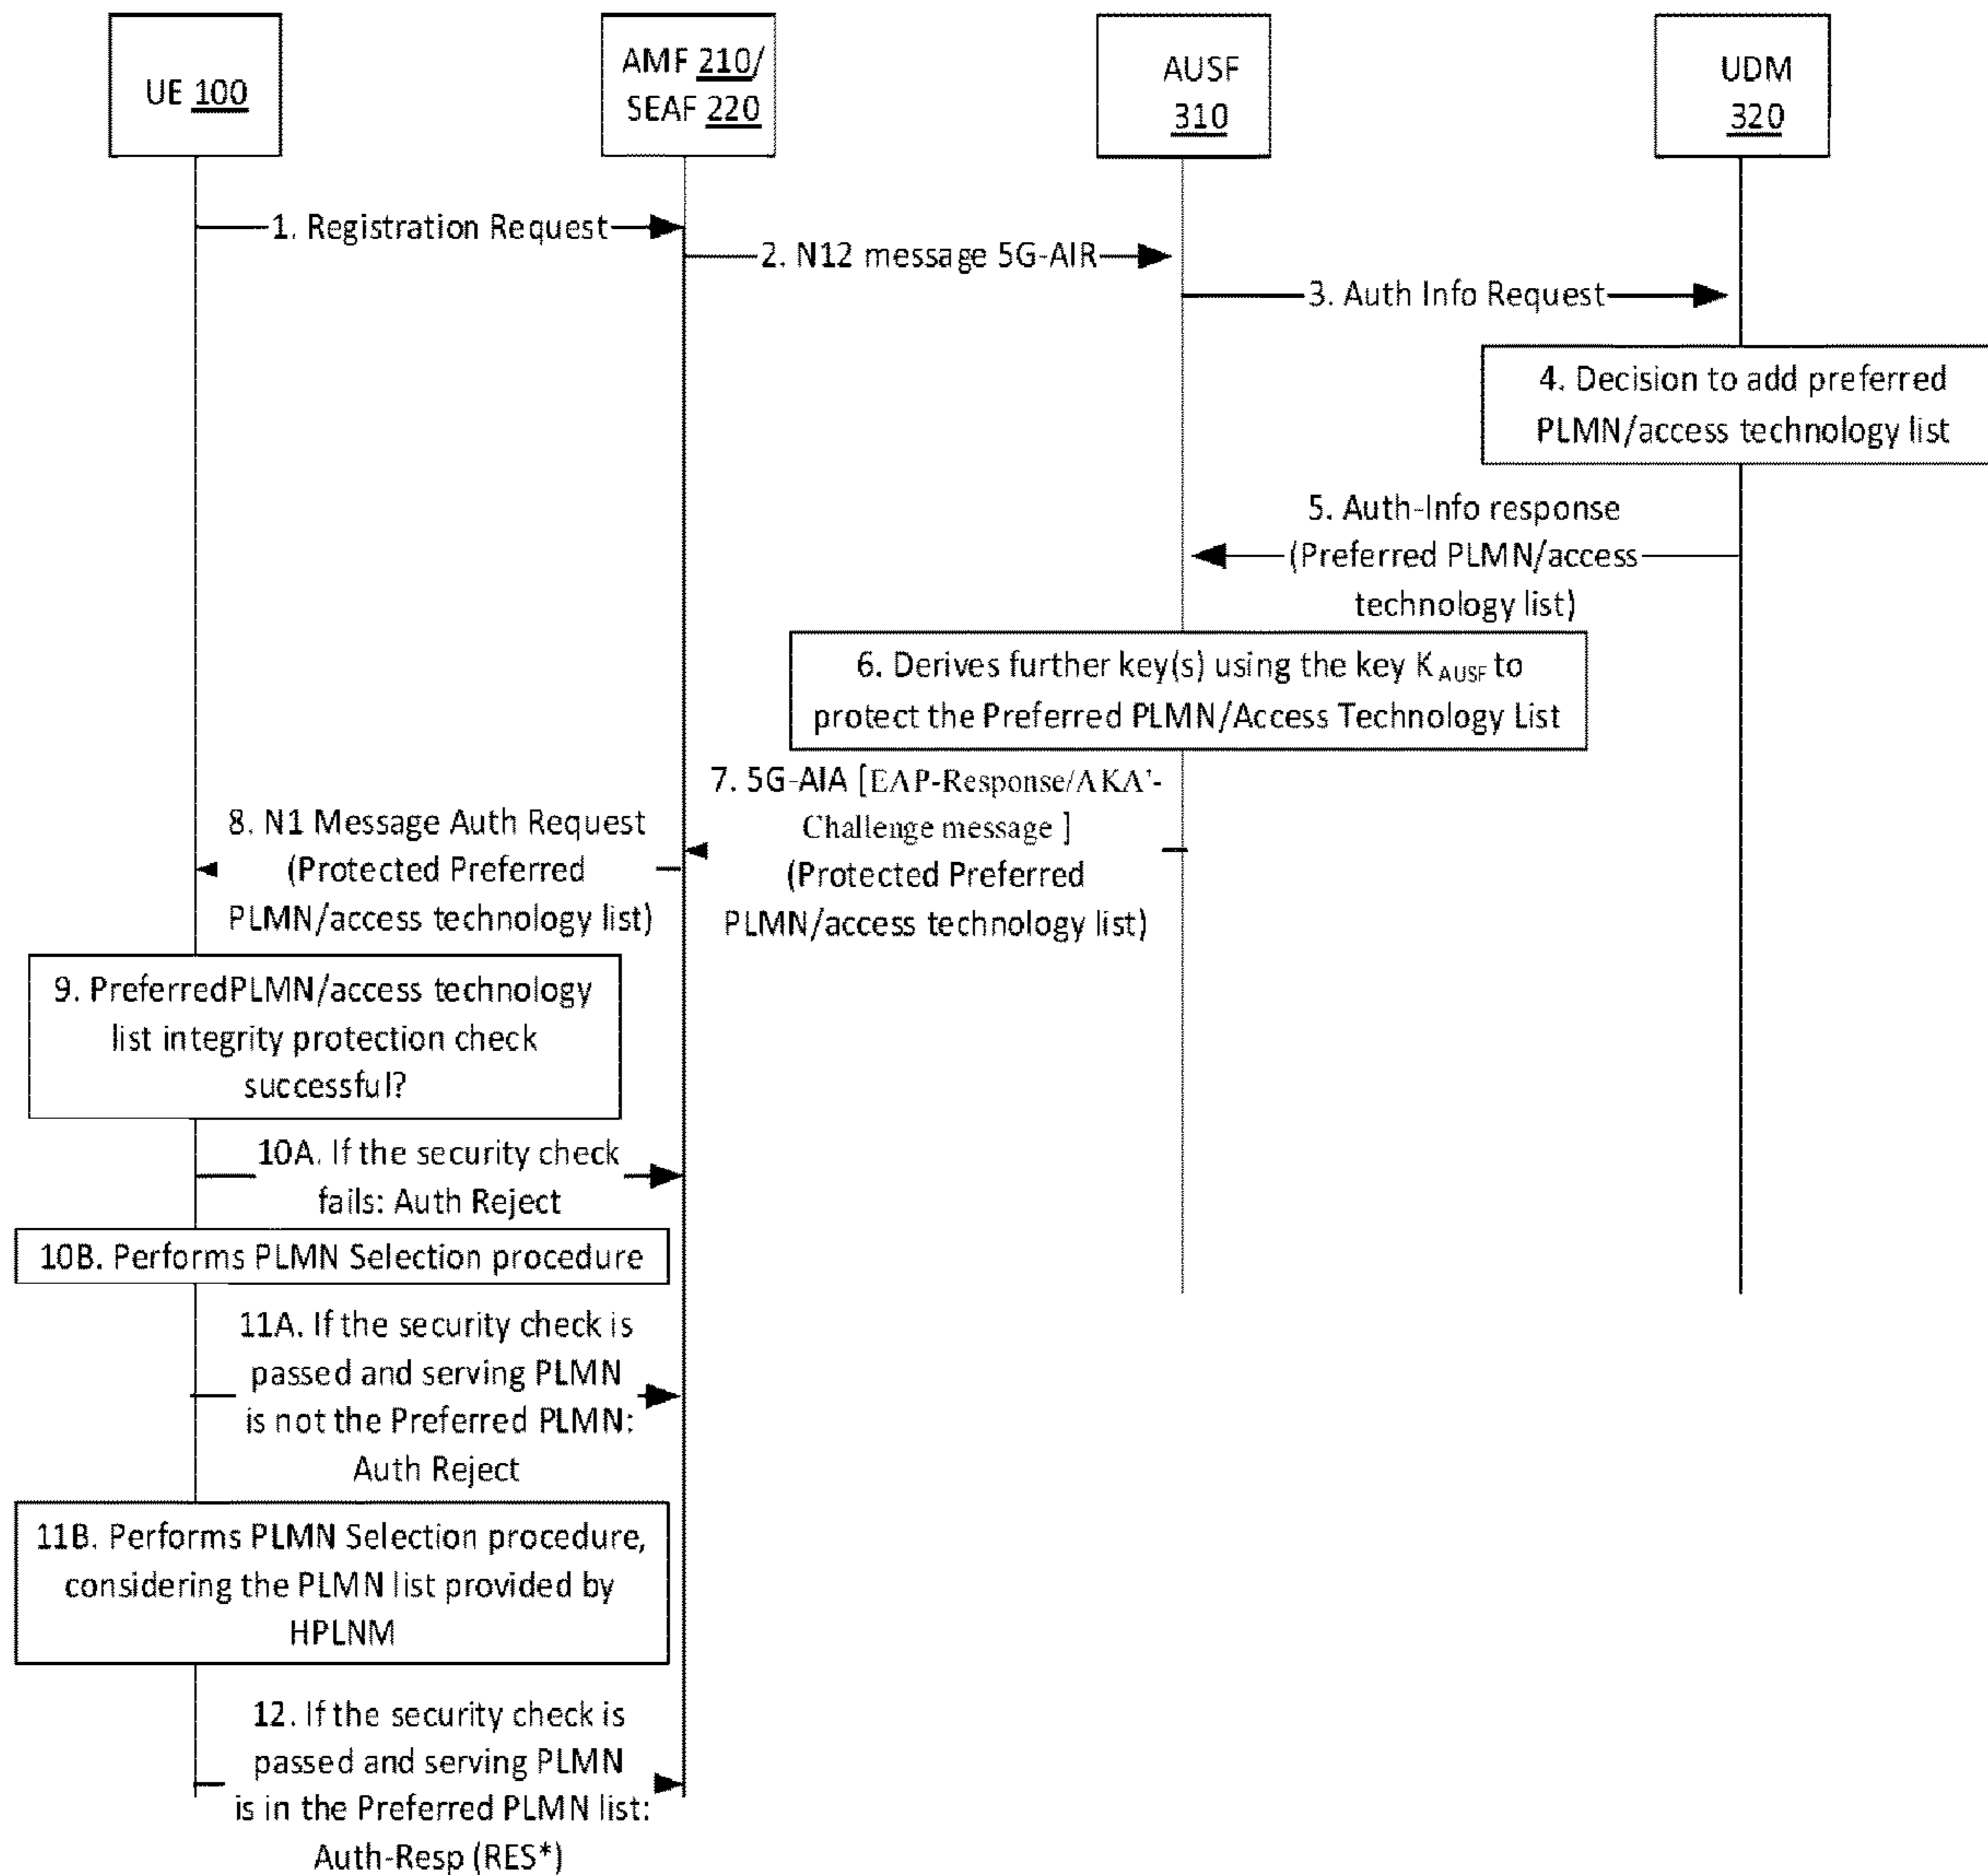 UE 100
AMF 210/
SEAF 220
AUSF
310
UDM
320
1. Registration Request
2. N12 message 5G-AIR
3. Auth Info Request
4. Decision to add preferred
PLMN/access technology list
5. Auth-Info response
(Preferred PLMN/access
technology list)
6. Derives further key(s) using the key KAUSF to
protect the Preferred PLMN/Access Technology List
7. 5G-AIA [EAP-Response/AKA'-
Challenge message ]
(Protected Preferred
PLMN/access technology list)
8. N1 Message Auth Request
(Protected Preferred
PLMN/access technology list)
9. PreferredPLMN/access technology
list integrity protection check
successful?
10A. If the security check
fails: Auth Reject
10B. Performs PLMN Selection procedure
11A. If the security check is
passed and serving PLMN
is not the Preferred PLMN:
Auth Reject
11B. Performs PLMN Selection procedure,
considering the PLMN list provided by
HPLNM
12. If the security check is
passed and serving PLMN
is in the Preferred PLMN list:
Auth-Resp (RES*)